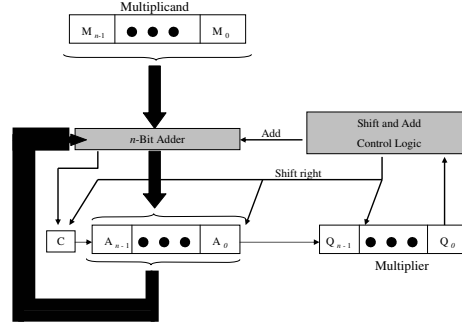 Multiplicand
M n-1 ● ● ● M 0
n-Bit Adder
Add
Shift and Add
Control Logic
Shift right
C
A n-1 ● ● ● A 0
Q n-1 ● ● ● Q 0
Multiplier